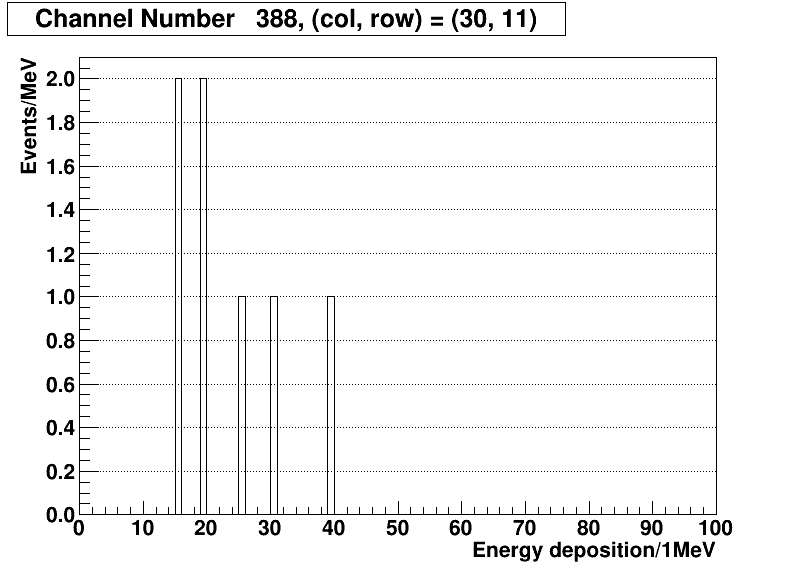 Channel Number 388, (col, row) = (30, 11)
Events/MeV
2.0
1.8
1.6
1.4
1.2
1.0
0.8
0.6
0.4
0.2
0.0
0 10 20 30 40 50 60 70 80 90 100
Energy deposition/1MeV